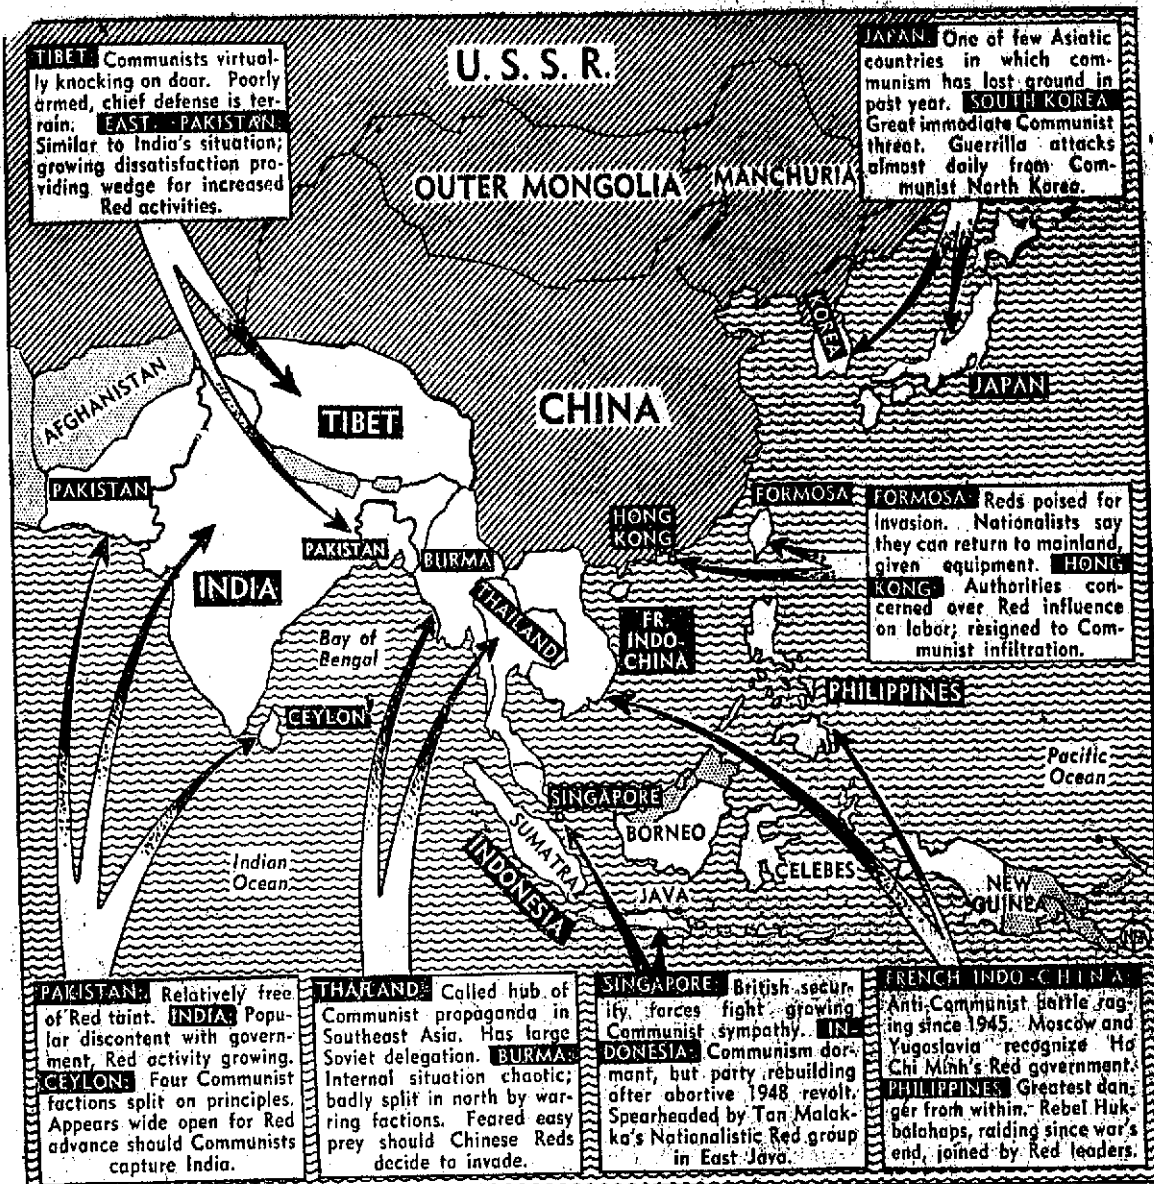 TIBET: Communists virtual-
ly knocking on door. Poorly
armed, chief defense is ter-
rain. EAST PAKISTAN:
Similar to India's situation;
growing dissatisfaction pro-
viding wedge for increased
Red activities.
U. S. S. R.
JAPAN: One of few Asiatic
countries in which com-
munism has lost ground in
past year. SOUTH KOREA:
Great immediate Communist
threat. Guerrilla attacks
almost daily from Com-
munist North Korea.
OUTER MONGOLIA
MANCHURIA
KOREA
JAPAN
AFGHANISTAN
TIBET
CHINA
PAKISTAN
HONG
KONG
FORMOSA
FORMOSA: Reds poised for
invasion. Nationalists say
they can return to mainland,
given equipment. HONG
KONG: Authorities con-
cerned over Red influence
on labor; resigned to Com-
munist infiltration.
PAKISTAN
BURMA
INDIA
THAILAND
FR.
INDO-
CHINA
Bay of
Bengal
CEYLON
PHILIPPINES
Pacific
Ocean
SINGAPORE
SUMATRA
BORNEO
CELEBES
Indian
Ocean
INDONESIA
JAVA
NEW
GUINEA
NEA
PAKISTAN: Relatively free
of Red taint. INDIA: Popu-
lar discontent with govern-
ment, Red activity growing.
CEYLON: Four Communist
factions split on principles.
Appears wide open for Red
advance should Communists
capture India.
THAILAND: Called hub of
Communist propaganda in
Southeast Asia. Has large
Soviet delegation. BURMA:
Internal situation chaotic;
badly split in north by war-
ring factions. Feared easy
prey should Chinese Reds
decide to invade.
SINGAPORE: British secur-
ity forces fight growing
Communist sympathy. IN-
DONESIA: Communism dor-
mant, but party rebuilding
after abortive 1948 revolt.
Spearheaded by Tan Malak-
ka's Nationalistic Red group
in East Java.
FRENCH INDO-CHINA:
Anti-Communist battle rag-
ing since 1945. Moscow and
Yugoslavia recognize Ho
Chi Minh's Red government.
PHILIPPINES: Greatest dan-
ger from within. Rebel Huk-
balahaps, raiding since war's
end, joined by Red leaders.